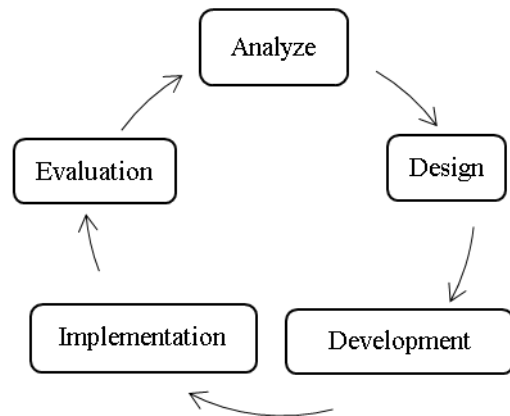 Analyze
Design
Development
Implementation
Evaluation